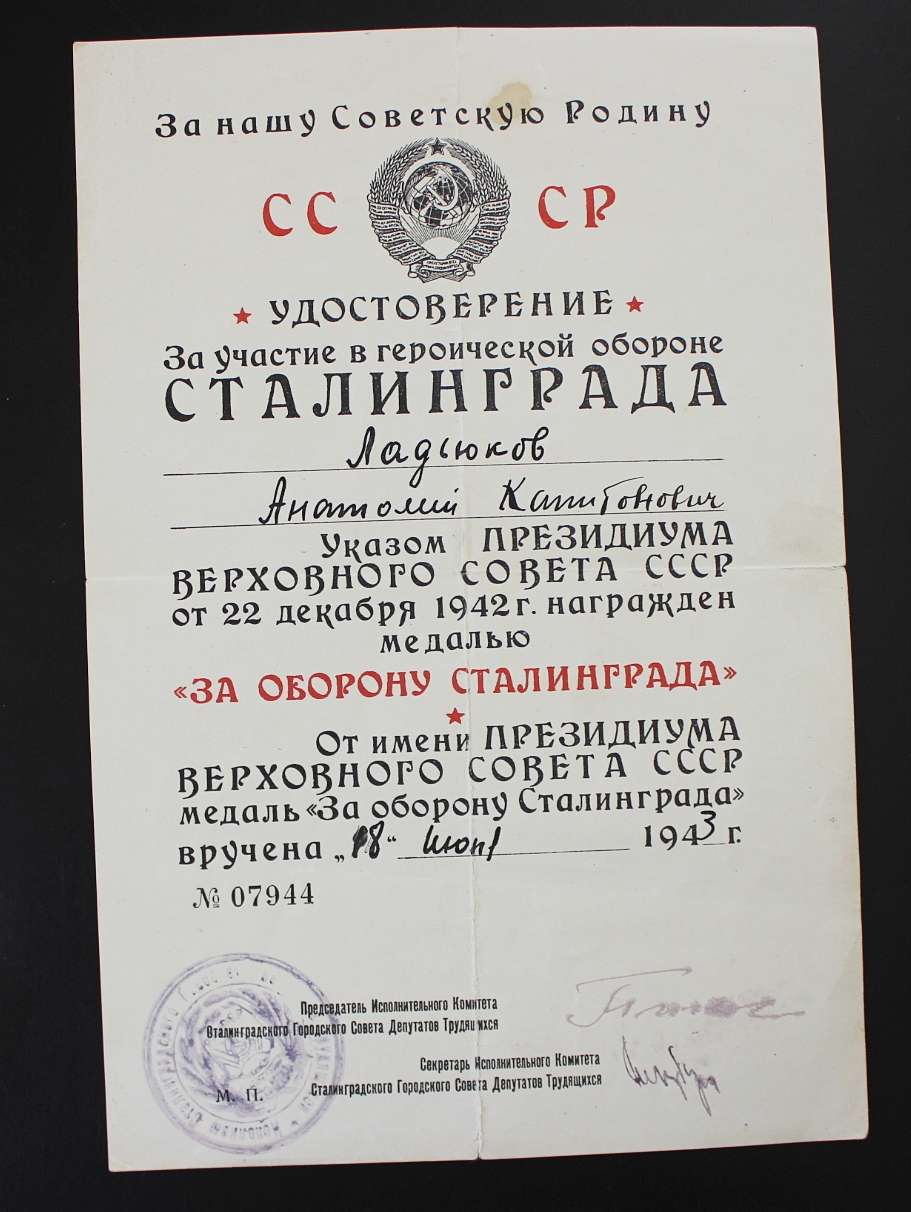 За нашу Советскую Родину
СССР
УДОСТОВЕРЕНИЕ
За участие в героической обороне
СТАЛИНГРАДА
Ладсюков
Анатолий Капитонович
Указом ПРЕЗИДИУМА
ВЕРХОВНОГО СОВЕТА СССР
от 22 декабря 1942 г. награжден
медалью
«ЗА ОБОРОНУ СТАЛИНГРАДА»
От имени ПРЕЗИДИУМА
ВЕРХОВНОГО СОВЕТА СССР
медаль «За оборону Сталинграда»
вручена „18“ июня 1943 г.
№ 07944
Председатель Исполнительного Комитета
Сталинградского Городского Совета Депутатов Трудящихся
Секретарь Исполнительного Комитета
Сталинградского Городского Совета Депутатов Трудящихся
М. П.